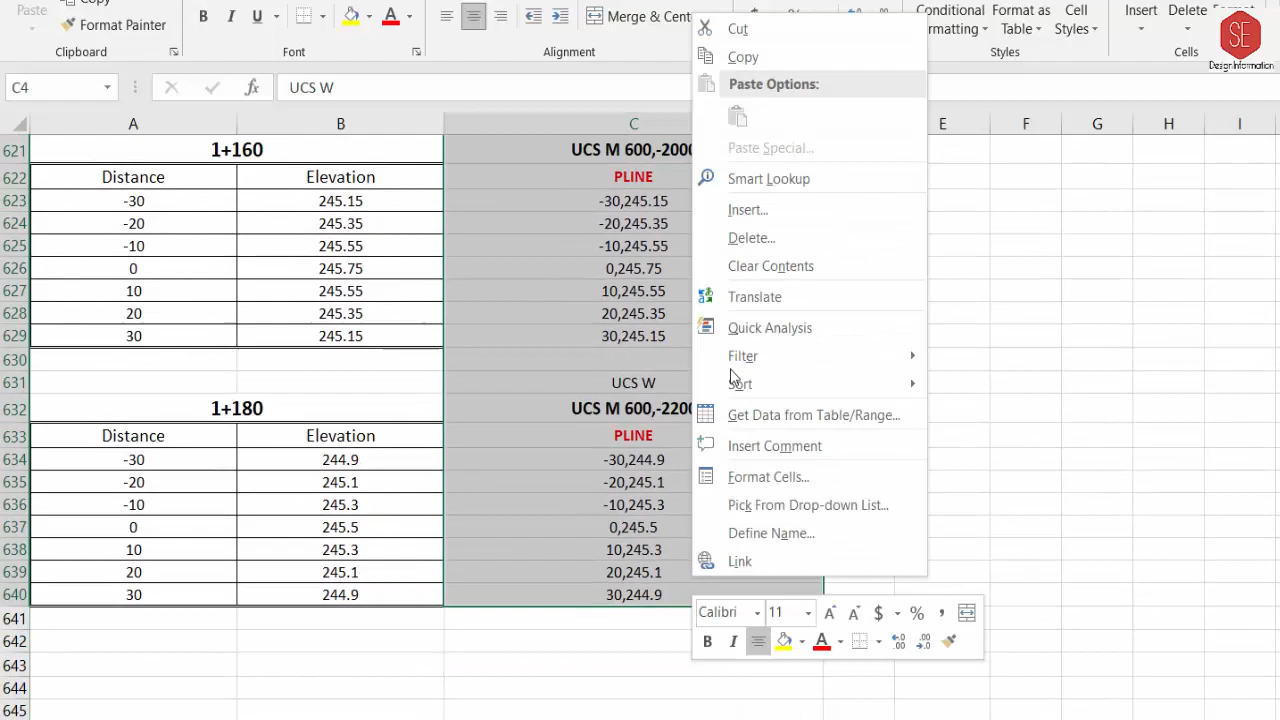 Copy
Paste
Format Painter
B I U
A
Merge & Cent
%
Conditional Format as Cell
Formatting Table Styles
Insert Delete Format
Clipboard
Font
Alignment
Styles
Cells
SE
Design Information
C4
fx
UCS W
A B C E F G H I
621 1+160 UCS M 600,-2000
622 Distance Elevation PLINE
623 -30 245.15 -30,245.15
624 -20 245.35 -20,245.35
625 -10 245.55 -10,245.55
626 0 245.75 0,245.75
627 10 245.55 10,245.55
628 20 245.35 20,245.35
629 30 245.15 30,245.15
630
631 UCS W
632 1+180 UCS M 600,-2200
633 Distance Elevation PLINE
634 -30 244.9 -30,244.9
635 -20 245.1 -20,245.1
636 -10 245.3 -10,245.3
637 0 245.5 0,245.5
638 10 245.3 10,245.3
639 20 245.1 20,245.1
640 30 244.9 30,244.9
641
642
643
644
645
Cut
Copy
Paste Options:
Paste Special...
Smart Lookup
Insert...
Delete...
Clear Contents
Translate
Quick Analysis
Filter
Sort
Get Data from Table/Range...
Insert Comment
Format Cells...
Pick From Drop-down List...
Define Name...
Link
Calibri 11 A A $ % ,
B I A .00 .00